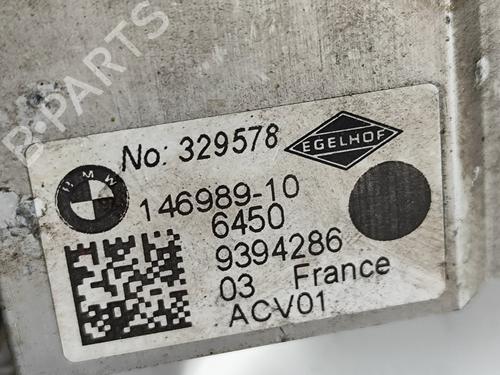 B-PARTS
No: 329578
EGELHOF
BMW
146989-10
6450
9394286
03 France
ACV01